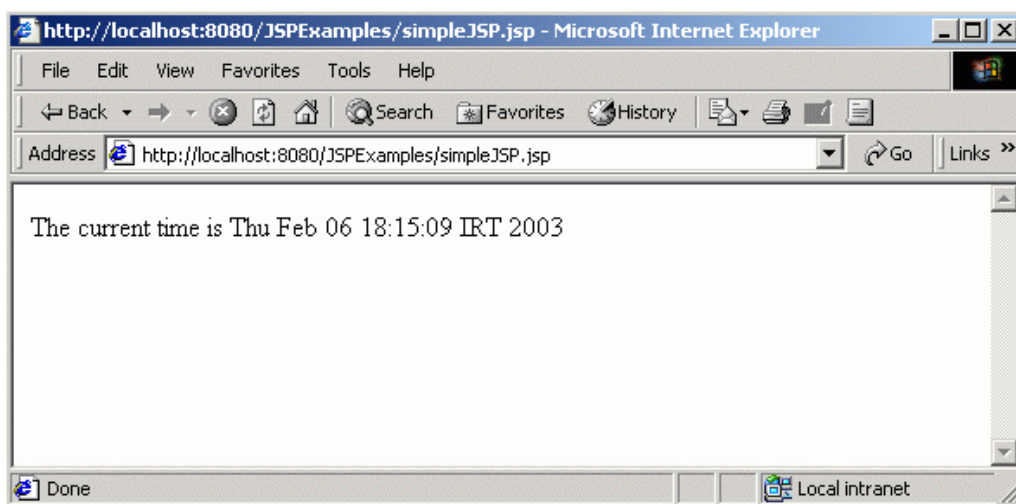 http://localhost:8080/JSPExamples/simpleJSP.jsp - Microsoft Internet Explorer
File Edit View Favorites Tools Help
Back Search Favorites History
Address http://localhost:8080/JSPExamples/simpleJSP.jsp Go Links »
The current time is Thu Feb 06 18:15:09 IRT 2003
Done Local intranet